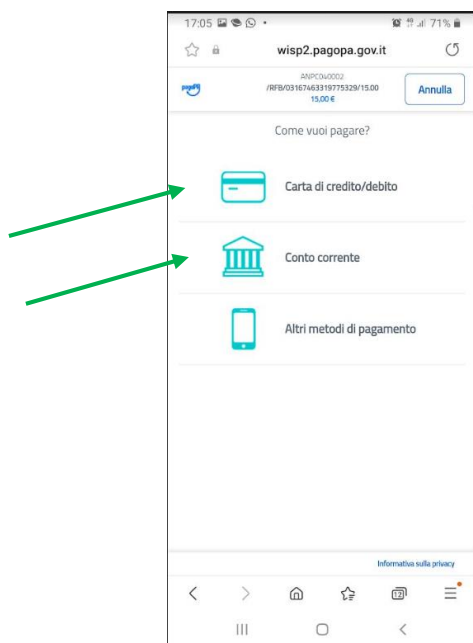 17:05 71%
wisp2.pagopa.gov.it
pagoPA
ANPC040002
/RFB/03167463319775329/15.00
15,00 €
Annulla
Come vuoi pagare?
Carta di credito/debito
Conto corrente
Altri metodi di pagamento
Informativa sulla privacy